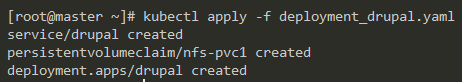 [root@master ~]# kubectl apply -f deployment_drupal.yaml
service/drupal created
persistentvolumeclaim/nfs-pvc1 created
deployment.apps/drupal created